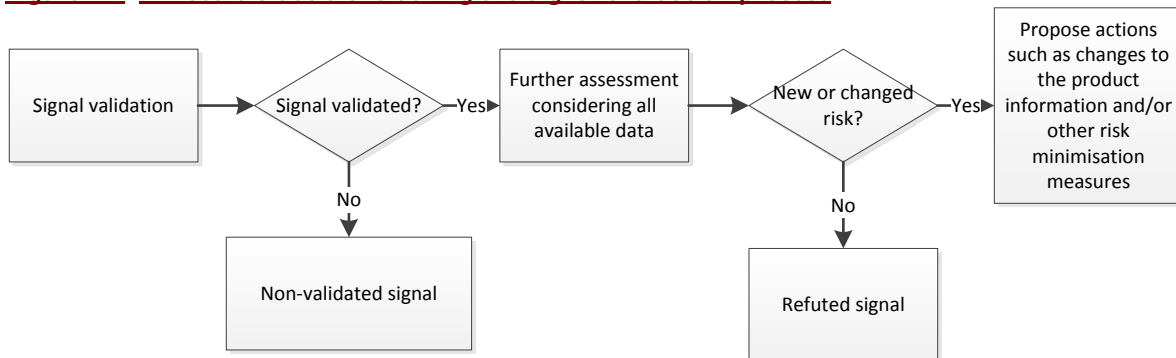 Signal validation
Signal validated?
Yes
Further assessment
considering all
available data
New or changed
risk?
Yes
Propose actions
such as changes to
the product
information and/or
other risk
minimisation
measures
No
Non-validated signal
No
Refuted signal